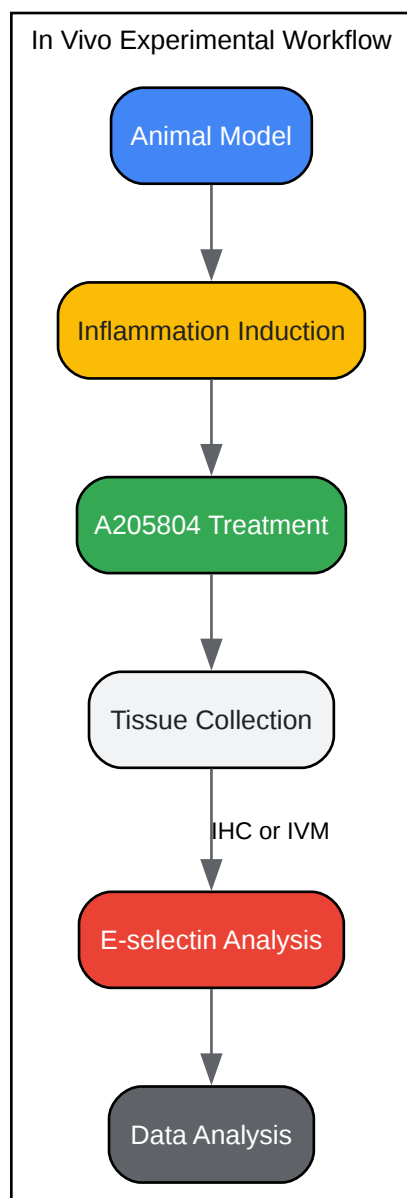 In Vivo Experimental Workflow
Animal Model
Inflammation Induction
A205804 Treatment
Tissue Collection
IHC or IVM
E-selectin Analysis
Data Analysis